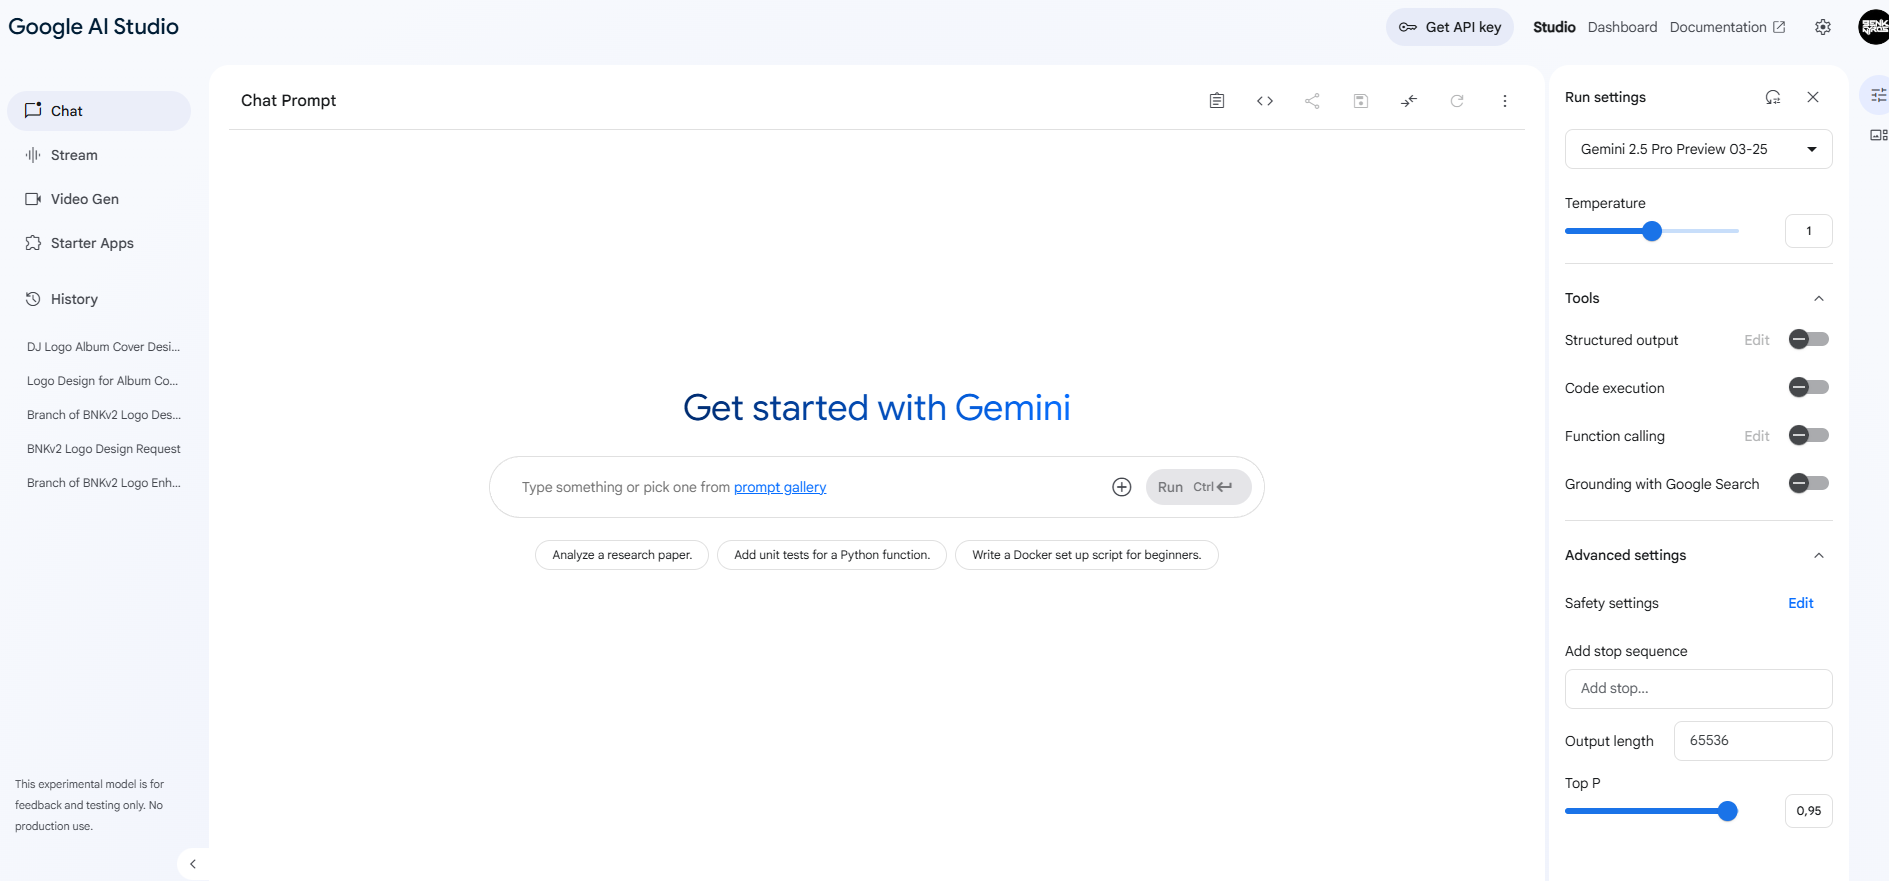 Google AI Studio
Get API key
Studio
Dashboard
Documentation
Chat
Stream
Video Gen
Starter Apps
History
DJ Logo Album Cover Desi...
Logo Design for Album Co...
Branch of BNKv2 Logo Des...
BNKv2 Logo Design Request
Branch of BNKv2 Logo Enh...
This experimental model is for
feedback and testing only. No
production use.
Chat Prompt
Get started with Gemini
Type something or pick one from prompt gallery
Run Ctrl
Analyze a research paper.
Add unit tests for a Python function.
Write a Docker set up script for beginners.
Run settings
Gemini 2.5 Pro Preview 03-25
Temperature
1
Tools
Structured output Edit
Code execution
Function calling Edit
Grounding with Google Search
Advanced settings
Safety settings Edit
Add stop sequence
Add stop...
Output length 65536
Top P
0,95